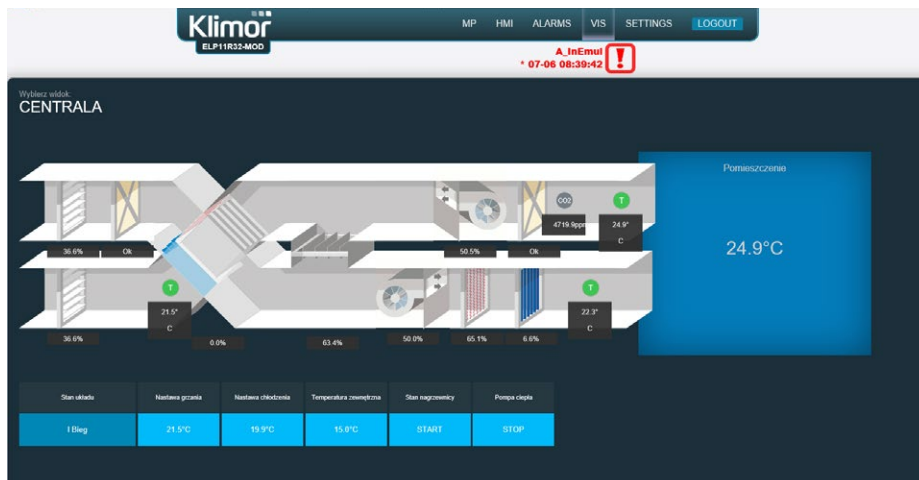 Klimor
MP HMI ALARMS VIS SETTINGS LOGOUT
ELP11R32-MOD
A_InEmul
* 07-06 08:39:42
Wybierz widok:
CENTRALA
Pomieszczenie
24.9°C
CO2
T
4719.9ppm
24.9°
C
36.6%
Ok
50.5%
Ok
T
21.5°
C
T
22.3°
C
36.6%
0.0%
63.4%
50.0%
65.1%
6.6%
Stan układu
Nastawa grzania
Nastawa chłodzenia
Temperatura zewnętrzna
Stan nagrzewnicy
Pompa ciepła
I Bieg
21.5°C
19.9°C
15.0°C
START
STOP